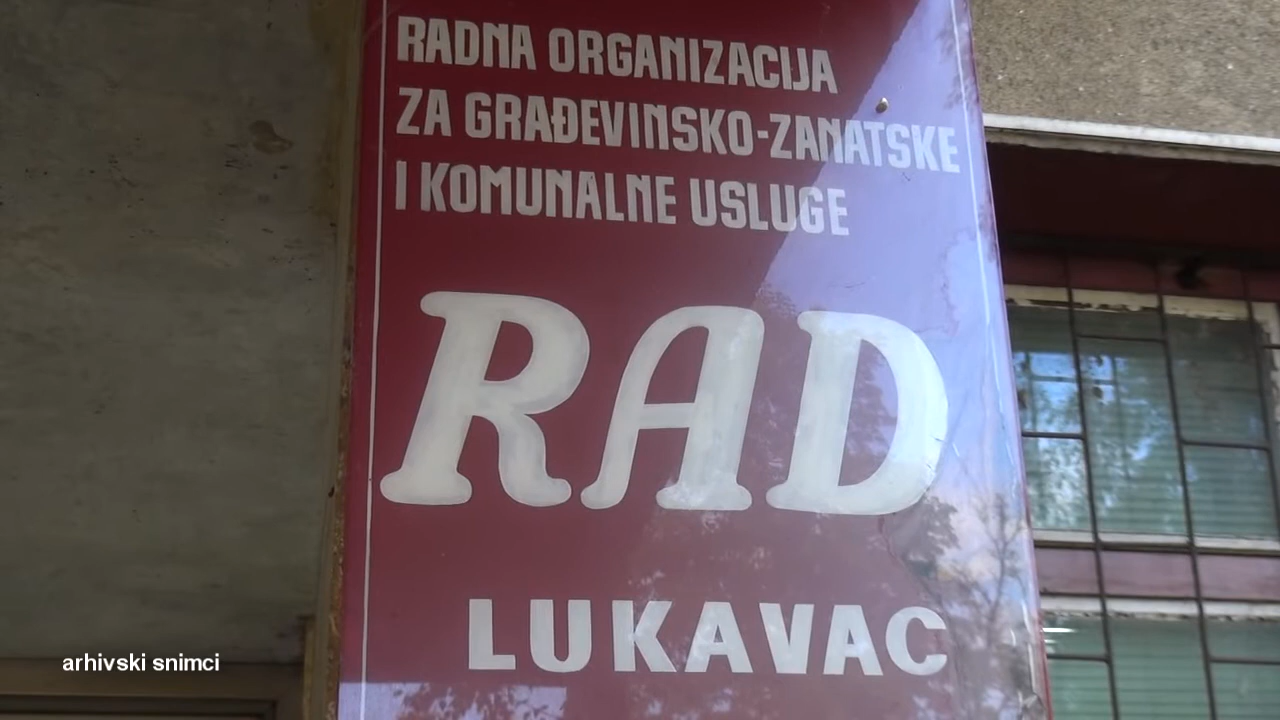 RADNA ORGANIZACIJA
ZA GRAĐEVINSKO-ZANATSKE
I KOMUNALNE USLUGE
RAD
LUKAVAC
arhivski snimci